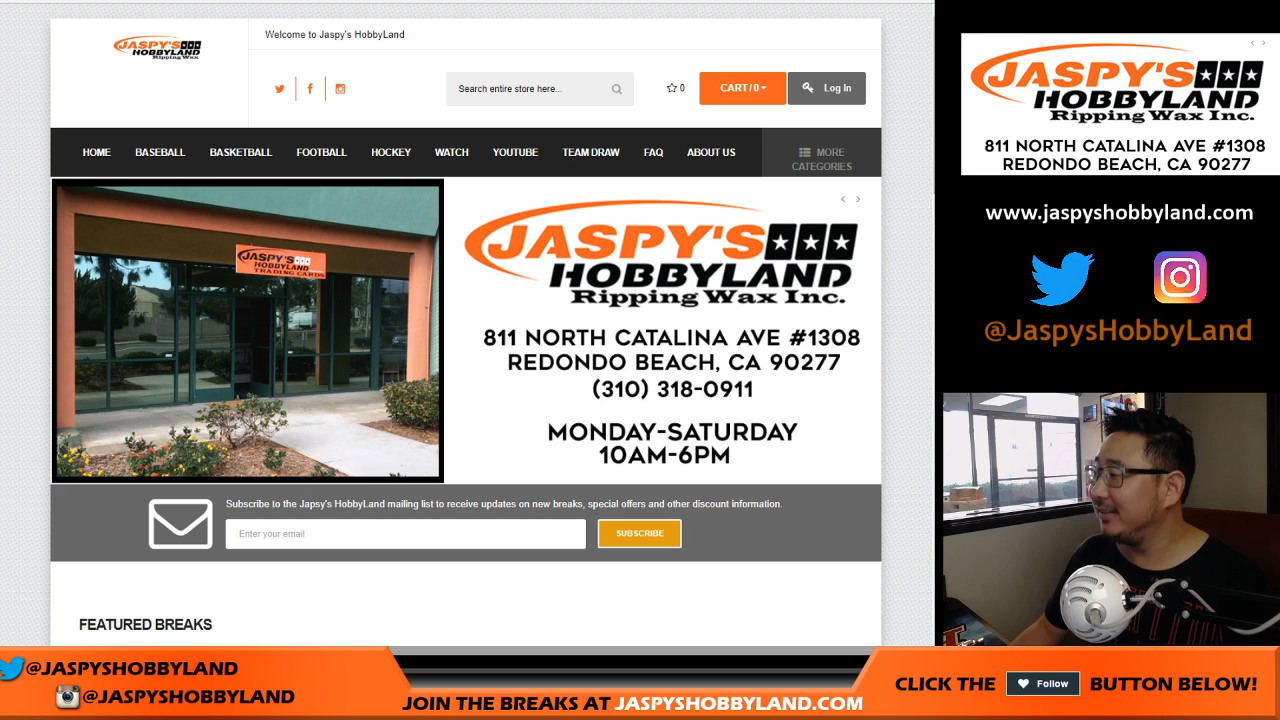 JASPY'S
HOBBYLAND
Ripping Wax
Welcome to Jaspy's HobbyLand
Search entire store here...
0
CART / 0
Log In
HOME BASEBALL BASKETBALL FOOTBALL HOCKEY WATCH YOUTUBE TEAM DRAW FAQ ABOUT US
MORE
CATEGORIES
JASPY'S
HOBBYLAND
TRADING CARDS
JASPY'S
HOBBYLAND
Ripping Wax Inc.
811 NORTH CATALINA AVE #1308
REDONDO BEACH, CA 90277
(310) 318-0911
MONDAY-SATURDAY
10AM-6PM
Subscribe to the Japsy's HobbyLand mailing list to receive updates on new breaks, special offers and other discount information.
Enter your email
SUBSCRIBE
FEATURED BREAKS
JASPY'S
HOBBYLAND
Ripping Wax Inc.
811 NORTH CATALINA AVE #1308
REDONDO BEACH, CA 90277
www.jaspyshobbyland.com
@JaspysHobbyLand
@JASPYSHOBBYLAND
@JASPYSHOBBYLAND
JOIN THE BREAKS AT JASPYSHOBBYLAND.COM
CLICK THE Follow BUTTON BELOW!